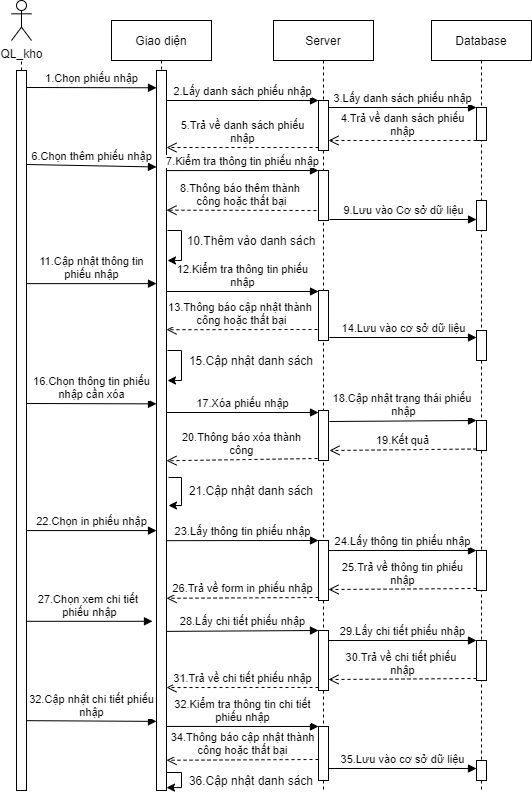 QL_kho
Giao diện
Server
Database
1.Chọn phiếu nhập
2.Lấy danh sách phiếu nhập
3.Lấy danh sách phiếu nhập
4.Trả về danh sách phiếu
nhập
5.Trả về danh sách phiếu
nhập
6.Chọn thêm phiếu nhập
7.Kiểm tra thông tin phiếu nhập
8.Thông báo thêm thành
công hoặc thất bại
9.Lưu vào Cơ sở dữ liệu
10.Thêm vào danh sách
11.Cập nhật thông tin
phiếu nhập
12.Kiểm tra thông tin phiếu
nhập
13.Thông báo cập nhật thành
công hoặc thất bại
14.Lưu vào cơ sở dữ liệu
15.Cập nhật danh sách
16.Chọn thông tin phiếu
nhập cần xóa
17.Xóa phiếu nhập
18.Cập nhật trạng thái phiếu
nhập
19.Kết quả
20.Thông báo xóa thành
công
21.Cập nhật danh sách
22.Chọn in phiếu nhập
23.Lấy thông tin phiếu nhập
24.Lấy thông tin phiếu nhập
25.Trả về thông tin phiếu
nhập
26.Trả về form in phiếu nhập
27.Chọn xem chi tiết
phiếu nhập
28.Lấy chi tiết phiếu nhập
29.Lấy chi tiết phiếu nhập
30.Trả về chi tiết phiếu
nhập
31.Trả về chi tiết phiếu nhập
32.Cập nhật chi tiết phiếu
nhập
32.Kiểm tra thông tin chi tiết
phiếu nhập
34.Thông báo cập nhật thành
công hoặc thất bại
35.Lưu vào cơ sở dữ liệu
36.Cập nhật danh sách